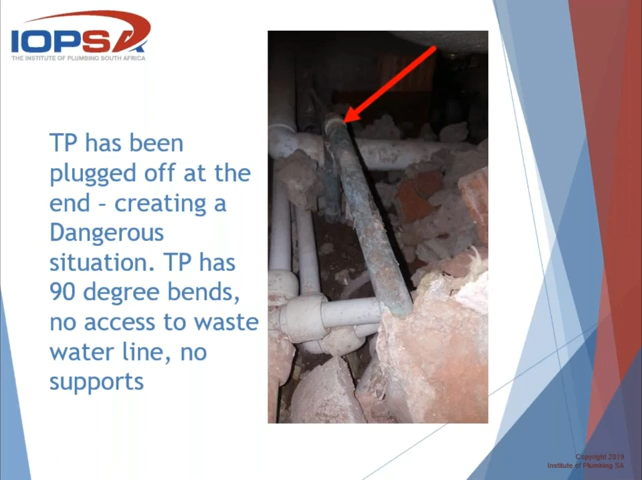 IOPSA
THE INSTITUTE OF PLUMBING SOUTH AFRICA
TP has been
plugged off at the
end – creating a
Dangerous
situation. TP has
90 degree bends,
no access to waste
water line, no
supports
Copyright 2019
Institute of Plumbing SA